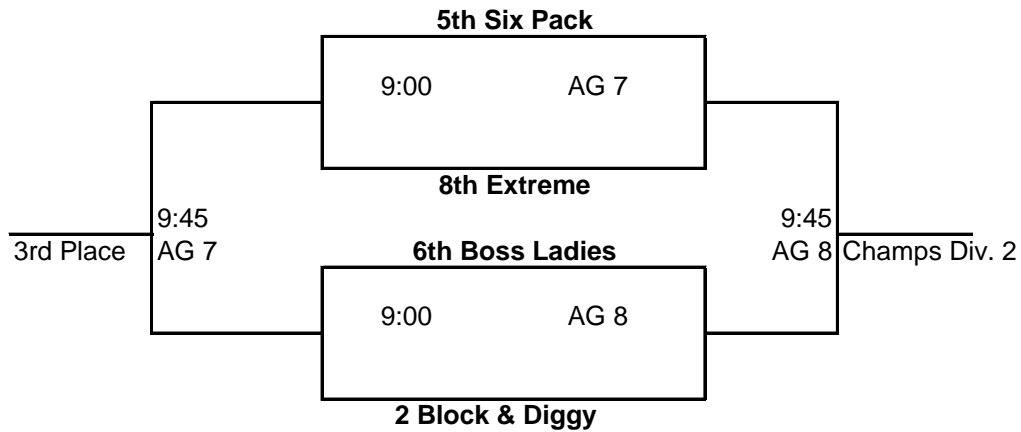 5th Six Pack
9:00 AG 7
8th Extreme
9:45 9:45
3rd Place AG 7 6th Boss Ladies AG 8 Champs Div. 2
9:00 AG 8
2 Block & Diggy